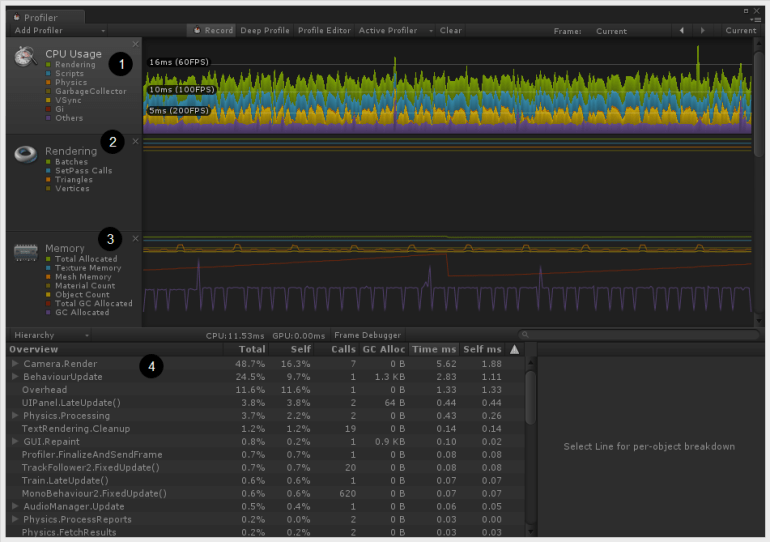 Profiler
Add Profiler Record Deep Profile Profile Editor Active Profiler Clear Frame: Current Current
CPU Usage 1
Rendering
Scripts
Physics
GarbageCollector
VSync
Gi
Others
16ms (60FPS)
10ms (100FPS)
5ms (200FPS)
Rendering 2
Batches
SetPass Calls
Triangles
Vertices
Memory 3
Total Allocated
Texture Memory
Mesh Memory
Material Count
Object Count
Total GC Allocated
GC Allocated
Hierarchy CPU:11.53ms GPU:0.00ms Frame Debugger
Overview Total Self Calls GC Alloc Time ms Self ms
Camera.Render 4 48.7% 16.3% 7 0 B 5.62 1.88
BehaviourUpdate 24.5% 9.7% 1 1.3 KB 2.83 1.11
Overhead 11.6% 11.6% 1 0 B 1.33 1.33
UIPanel.LateUpdate() 3.8% 3.8% 2 64 B 0.44 0.44
Physics.Processing 3.7% 2.2% 2 0 B 0.43 0.26
TextRendering.Cleanup 1.2% 1.2% 19 0 B 0.14 0.14
GUI.Repaint 0.8% 0.2% 1 0.9 KB 0.10 0.02
Profiler.FinalizeAndSendFrame 0.7% 0.7% 1 0 B 0.08 0.08
TrackFollower2.FixedUpdate() 0.7% 0.7% 20 0 B 0.08 0.08
Train.LateUpdate() 0.6% 0.6% 1 0 B 0.07 0.07
MonoBehaviour2.FixedUpdate() 0.6% 0.6% 620 0 B 0.07 0.07
AudioManager.Update 0.5% 0.4% 1 0 B 0.06 0.05
Physics.ProcessReports 0.3% 0.0% 2 0 B 0.03 0.00
Physics.FetchResults 0.2% 0.2% 2 0 B 0.03 0.03
Select Line for per-object breakdown